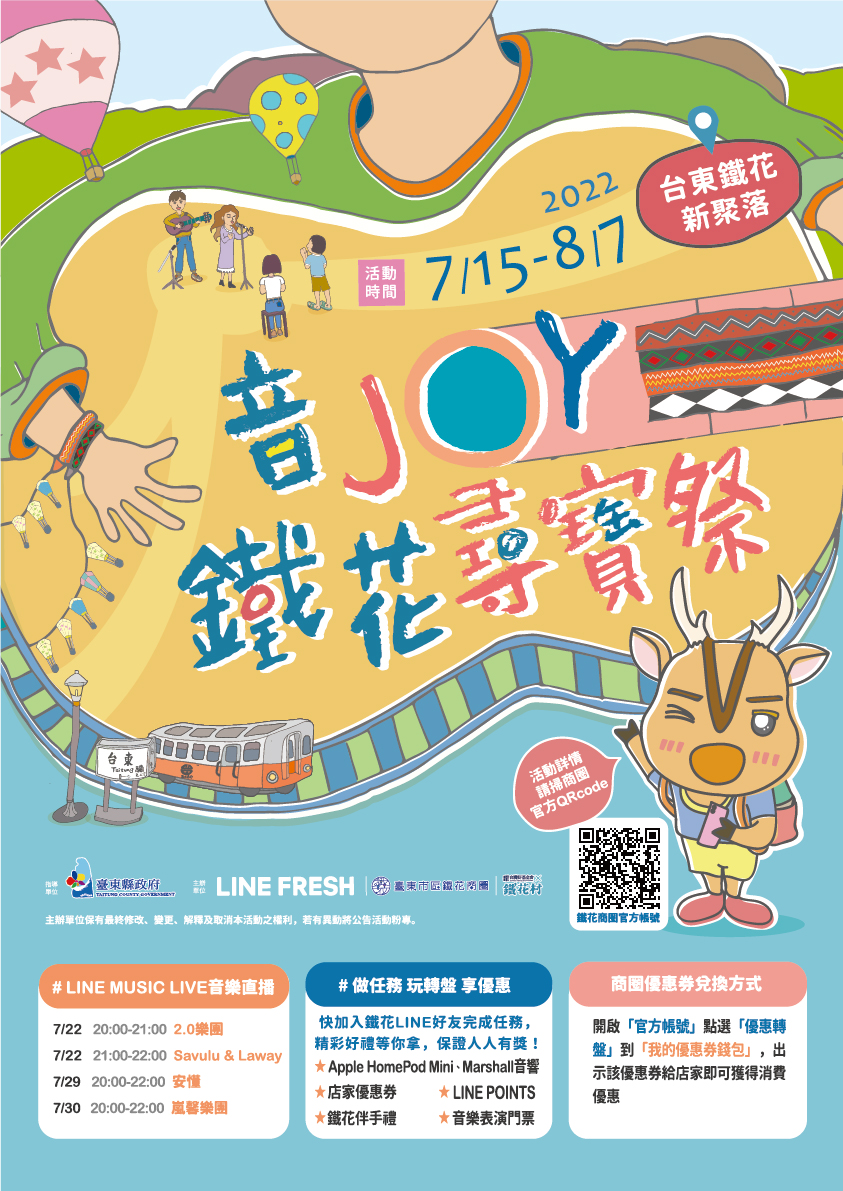 台東鐵花
新聚落
2022
活動
時間
7/15-8/7
音JOY
鐵花尋寶祭
台東
Taitung
活動詳情
請掃商圈
官方QRcode
鐵花商圈官方帳號
指導
單位
臺東縣政府
TAITUNG COUNTY GOVERNMENT
主辦
單位
LINE FRESH
臺東市區鐵花商圈
鐵花村
主辦單位保有最終修改、變更、解釋及取消本活動之權利，若有異動將公告活動粉專。
# LINE MUSIC LIVE音樂直播
7/22 20:00-21:00 2.0樂團
7/22 21:00-22:00 Savulu & Laway
7/29 20:00-22:00 安懂
7/30 20:00-22:00 嵐馨樂團
# 做任務 玩轉盤 享優惠
快加入鐵花LINE好友完成任務，
精彩好禮等你拿，保證人人有獎！
★Apple HomePod Mini、Marshall音響
★店家優惠券 ★LINE POINTS
★鐵花伴手禮 ★音樂表演門票
商圈優惠券兌換方式
開啟「官方帳號」點選「優惠轉
盤」到「我的優惠券錢包」，出
示該優惠券給店家即可獲得消費
優惠